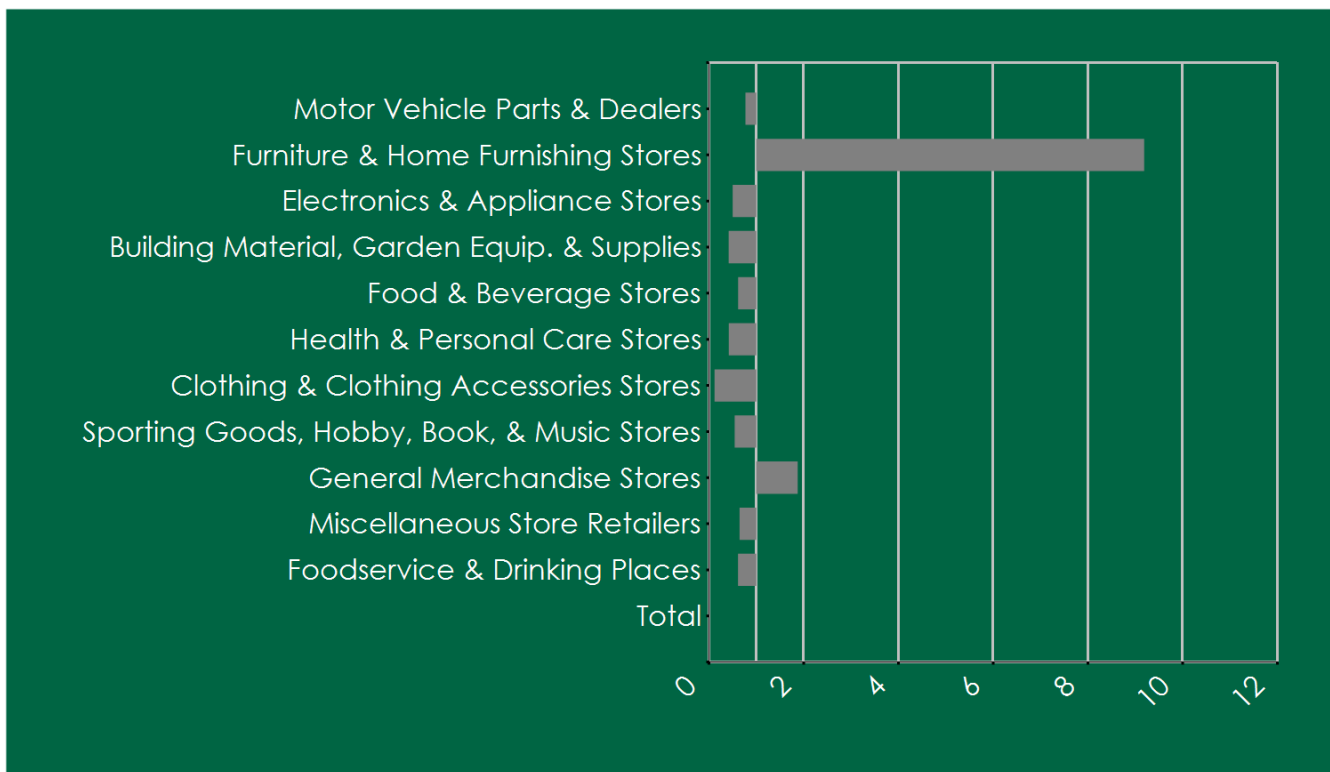 Motor Vehicle Parts & Dealers
Furniture & Home Furnishing Stores
Electronics & Appliance Stores
Building Material, Garden Equip. & Supplies
Food & Beverage Stores
Health & Personal Care Stores
Clothing & Clothing Accessories Stores
Sporting Goods, Hobby, Book, & Music Stores
General Merchandise Stores
Miscellaneous Store Retailers
Foodservice & Drinking Places
Total
0 2 4 6 8 10 12